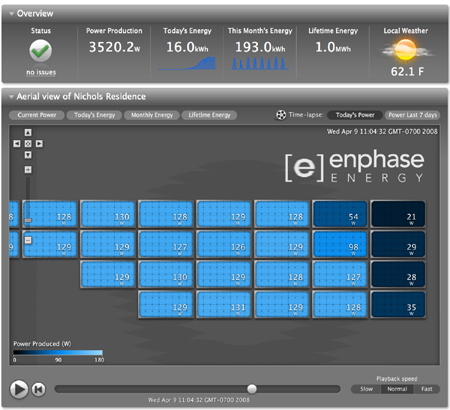 Overview
Status Power Production Today's Energy This Month's Energy Lifetime Energy Local Weather
3520.2W 16.0kWh 193.0kWh 1.0MWh
no issues 62.1 F
Aerial view of Nichols Residence
Current Power Today's Energy Monthly Energy Lifetime Energy Time-lapse: Today's Power Power Last 7 days
Wed Apr 9 11:04:32 GMT-0700 2008
[e] enphase
ENERGY
8 128 130 128 129 128 54 21
W W W W W W W W
9 129 129 127 126 129 98 29
W W W W W W W W
129 130 129 128 127 28
W W W W W W
129 131 129 128 35
W W W W W
Power Produced (W)
0 90 180
Playback speed
Slow Normal Fast
Wed Apr 9 11:04:32 GMT-0700 2008